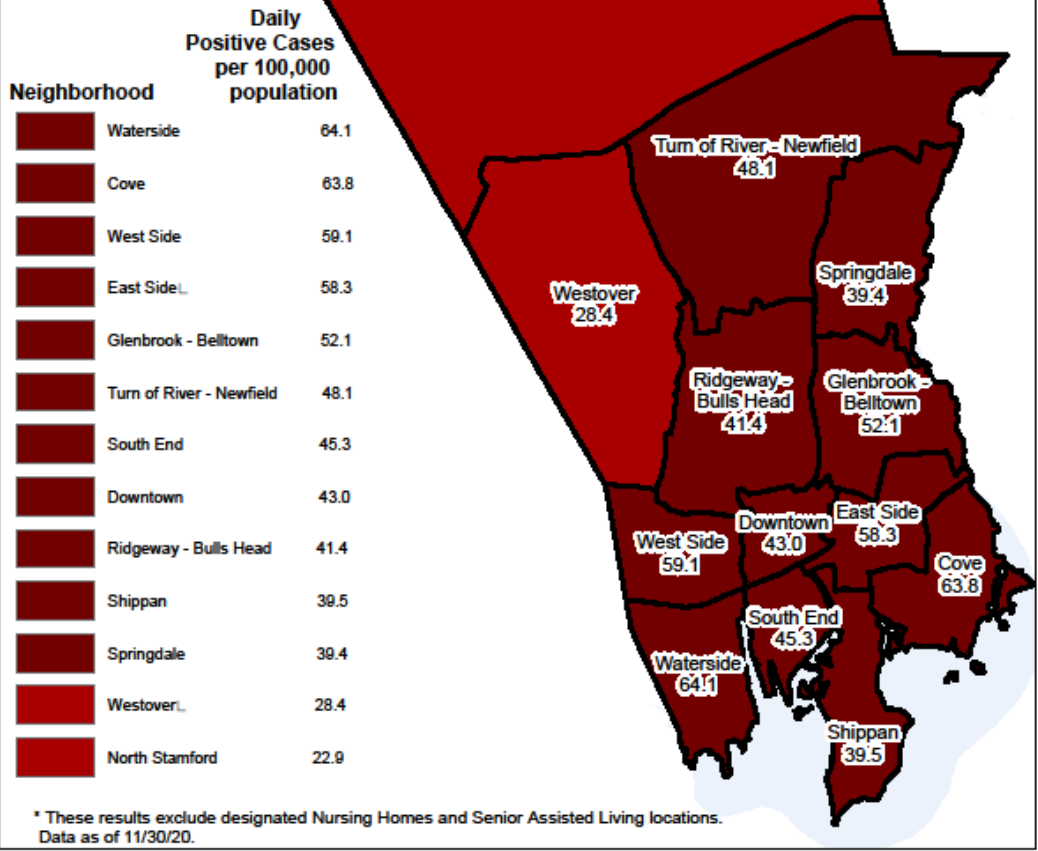 Daily
Positive Cases
per 100,000
Neighborhood population
Waterside 64.1
Cove 63.8
West Side 59.1
East Side 58.3
Glenbrook - Belltown 52.1
Turn of River - Newfield 48.1
South End 45.3
Downtown 43.0
Ridgeway - Bulls Head 41.4
Shippan 39.5
Springdale 39.4
Westover 28.4
North Stamford 22.9
* These results exclude designated Nursing Homes and Senior Assisted Living locations.
Data as of 11/30/20.
Turn of River - Newfield
48.1
Springdale
39.4
Westover
28.4
Ridgeway -
Bulls Head
41.4
Glenbrook -
Belltown
52.1
East Side
58.3
Downtown
43.0
West Side
59.1
Cove
63.8
South End
45.3
Waterside
64.1
Shippan
39.5